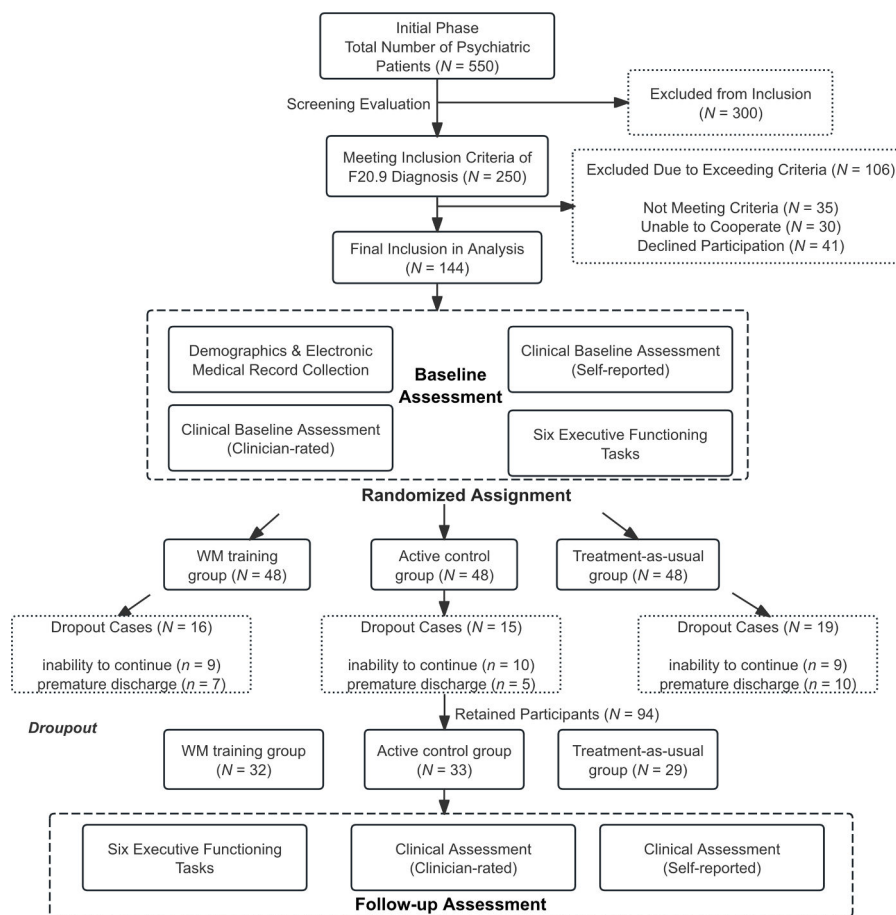 Initial Phase
Total Number of Psychiatric
Patients (N = 550)
Screening Evaluation
Excluded from Inclusion
(N = 300)
Meeting Inclusion Criteria of
F20.9 Diagnosis (N = 250)
Excluded Due to Exceeding Criteria (N = 106)
Not Meeting Criteria (N = 35)
Unable to Cooperate (N = 30)
Declined Participation (N = 41)
Final Inclusion in Analysis
(N = 144)
Demographics & Electronic
Medical Record Collection
Clinical Baseline Assessment
(Self-reported)
Baseline
Assessment
Clinical Baseline Assessment
(Clinician-rated)
Six Executive Functioning
Tasks
Randomized Assignment
WM training
group (N = 48)
Active control
group (N = 48)
Treatment-as-usual
group (N = 48)
Dropout Cases (N = 16)
inability to continue (n = 9)
premature discharge (n = 7)
Dropout Cases (N = 15)
inability to continue (n = 10)
premature discharge (n = 5)
Dropout Cases (N = 19)
inability to continue (n = 9)
premature discharge (n = 10)
Retained Participants (N = 94)
Droupout
WM training group
(N = 32)
Active control group
(N = 33)
Treatment-as-usual
group (N = 29)
Six Executive Functioning
Tasks
Clinical Assessment
(Clinician-rated)
Clinical Assessment
(Self-reported)
Follow-up Assessment